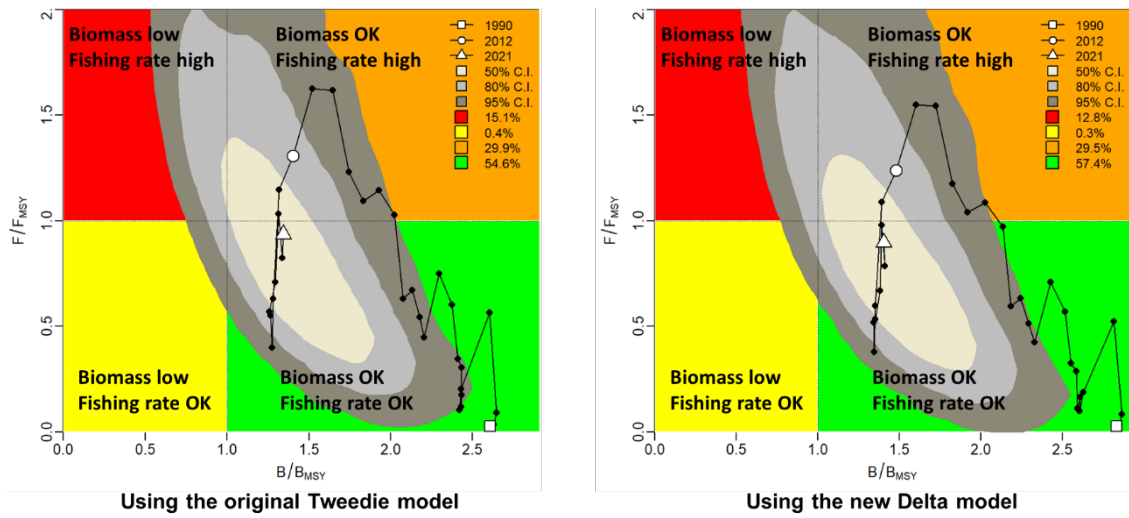 2.
Biomass low
Fishing rate high
Biomass OK
Fishing rate high
1990
2012
2021
50% C.I.
80% C.I.
95% C.I.
15.1%
0.4%
29.9%
54.6%
1.5
1.0
0.5
0.0
F/FMSY
Biomass low
Fishing rate OK
Biomass OK
Fishing rate OK
0.0 0.5 1.0 1.5 2.0 2.5
B/BMSY
Using the original Tweedie model
2.
Biomass low
Fishing rate high
Biomass OK
Fishing rate high
1990
2012
2021
50% C.I.
80% C.I.
95% C.I.
12.8%
0.3%
29.5%
57.4%
1.5
1.0
0.5
0.0
F/FMSY
Biomass low
Fishing rate OK
Biomass OK
Fishing rate OK
0.0 0.5 1.0 1.5 2.0 2.5
B/BMSY
Using the new Delta model